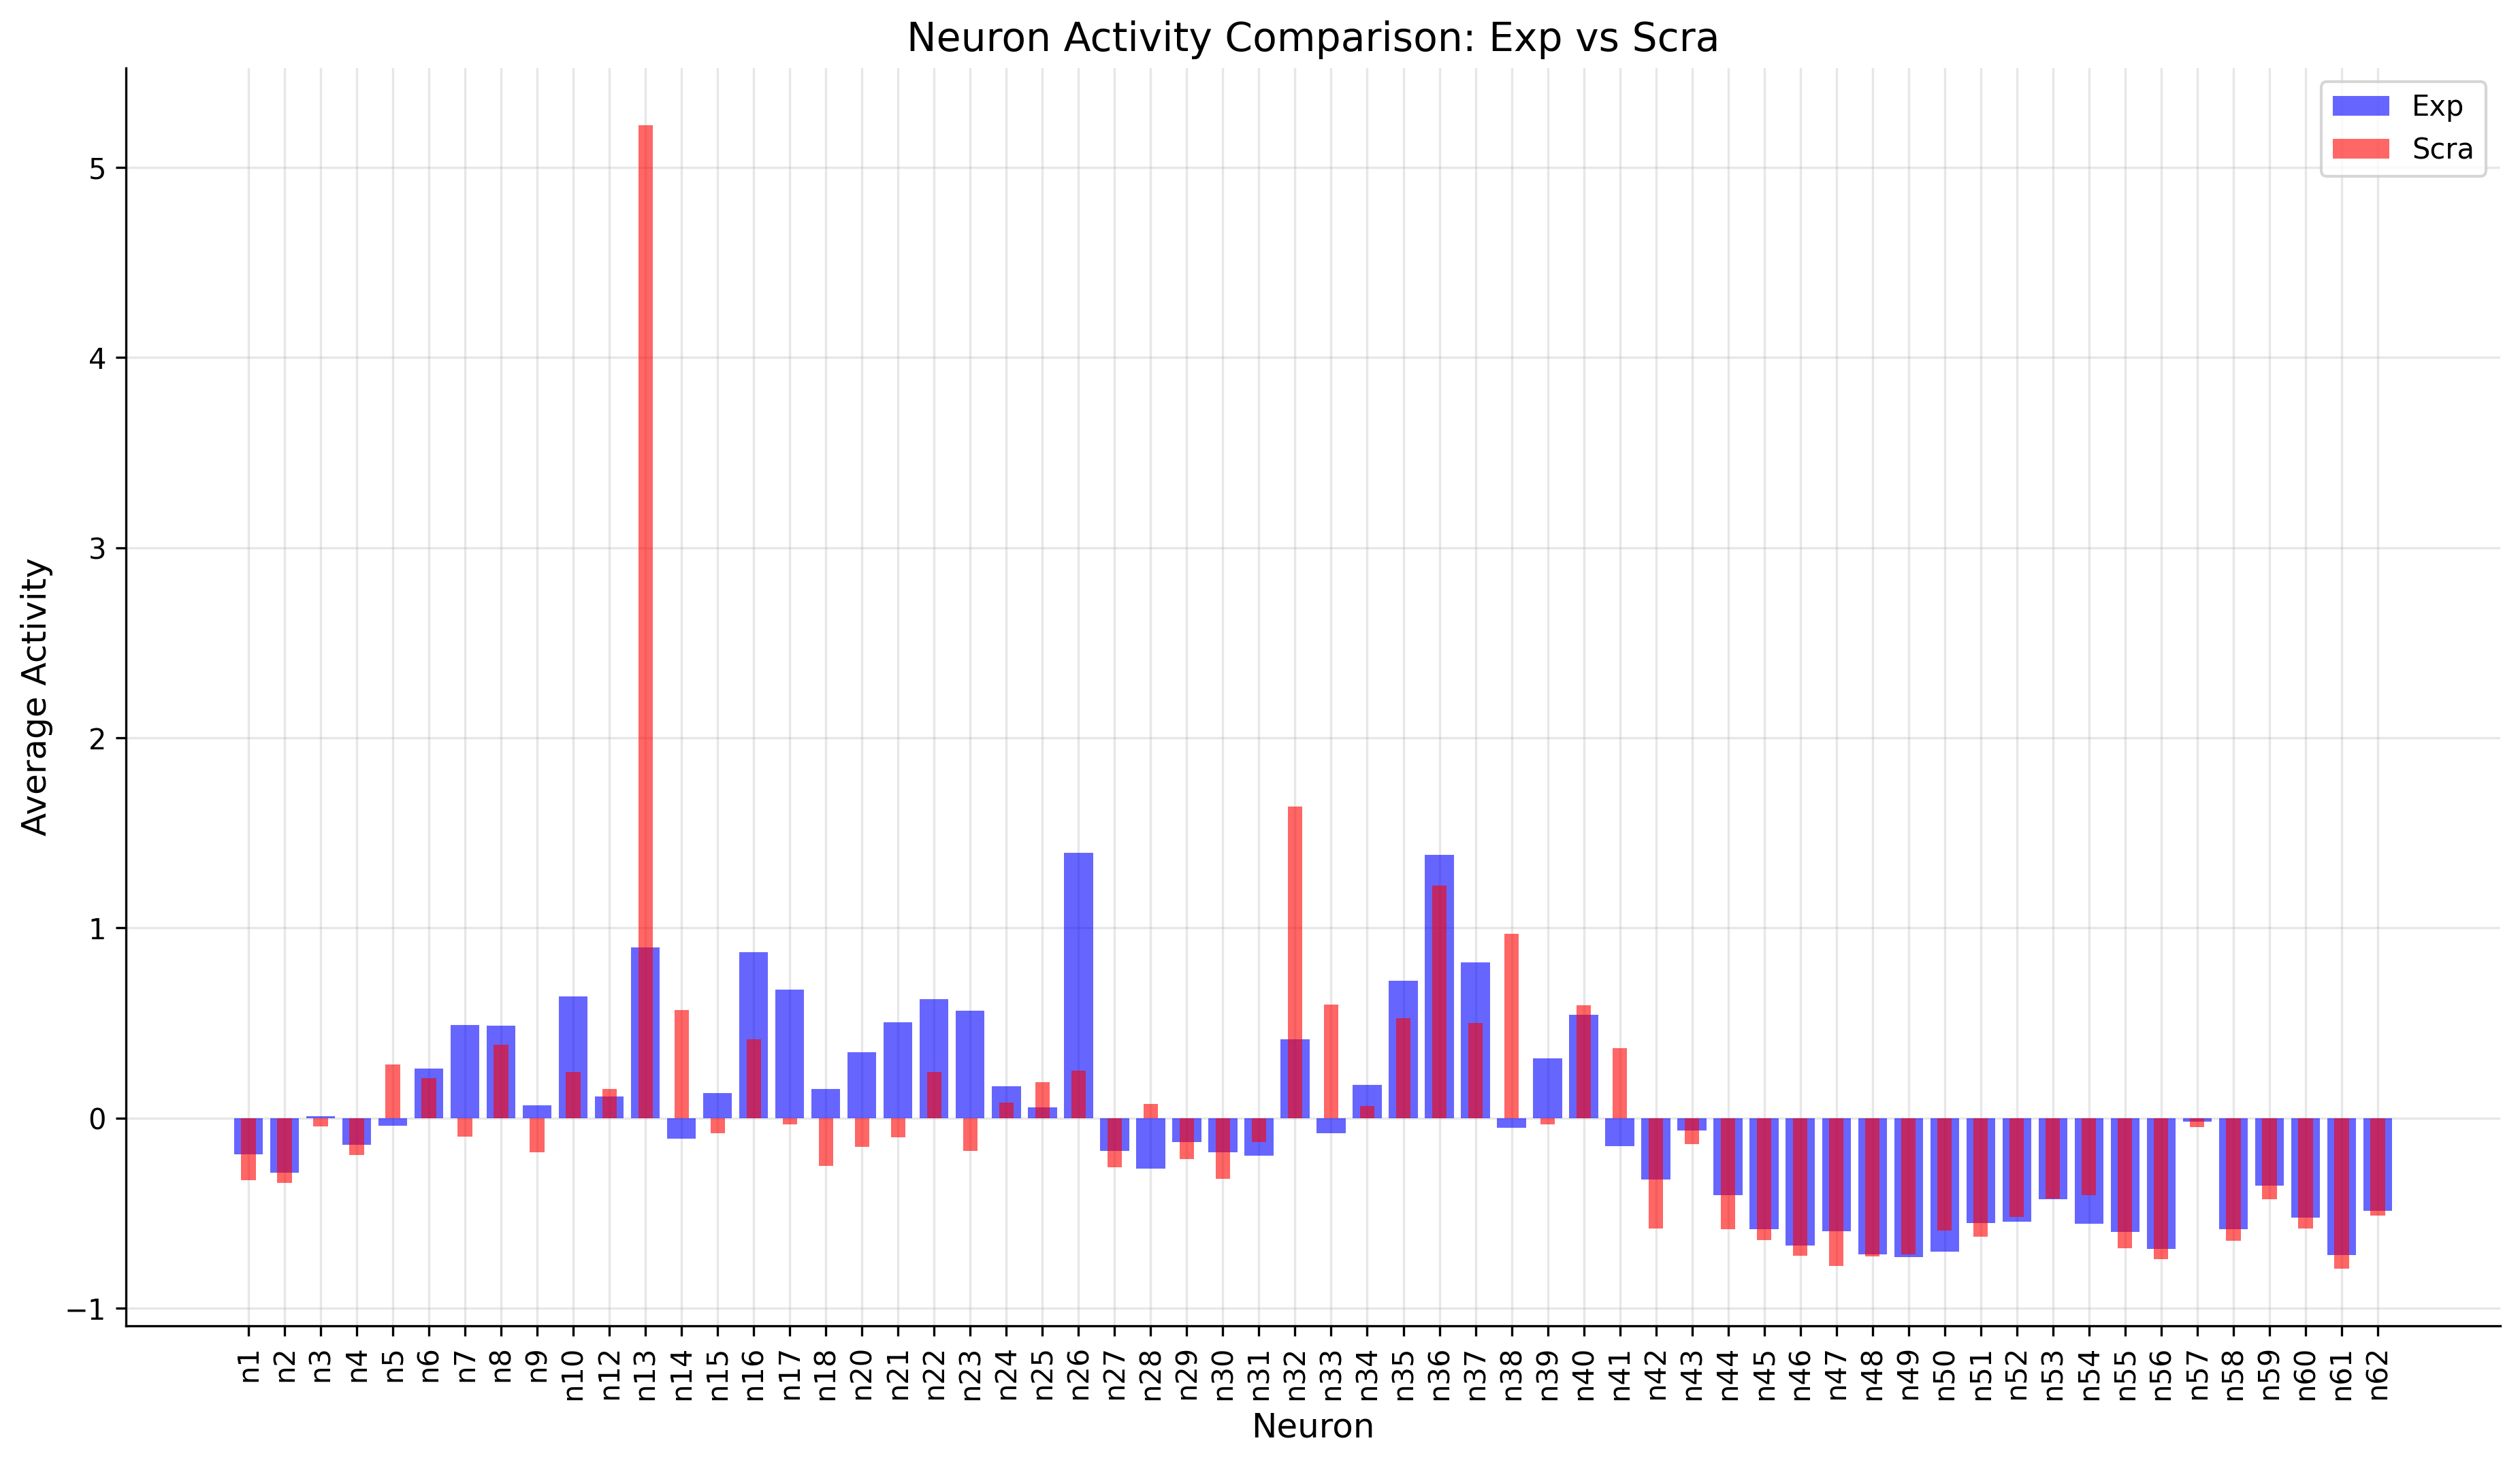 Neuron Activity Comparison: Exp vs Scra
Exp
Scra
5
4
3
2
1
0
−1
Average Activity
n1 n2 n3 n4 n5 n6 n7 n8 n9 n10 n12 n13 n14 n15 n16 n17 n18 n20 n21 n22 n23 n24 n25 n26 n27 n28 n29 n30 n31 n32 n33 n34 n35 n36 n37 n38 n39 n40 n41 n42 n43 n44 n45 n46 n47 n48 n49 n50 n51 n52 n53 n54 n55 n56 n57 n58 n59 n60 n61 n62
Neuron